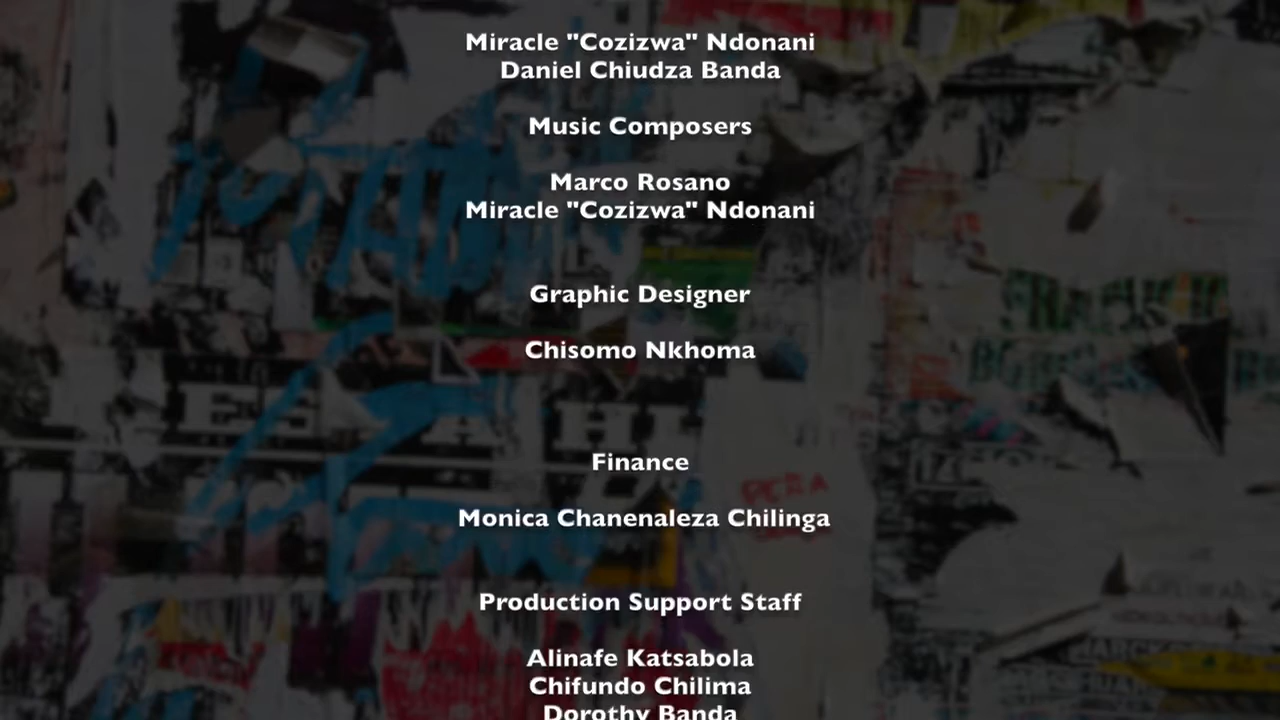 Miracle "Cozizwa" Ndonani
Daniel Chiudza Banda
Music Composers
Marco Rosano
Miracle "Cozizwa" Ndonani
Graphic Designer
Chisomo Nkhoma
Finance
Monica Chanenaleza Chilinga
Production Support Staff
Alinafe Katsabola
Chifundo Chilima
Dorothy Banda